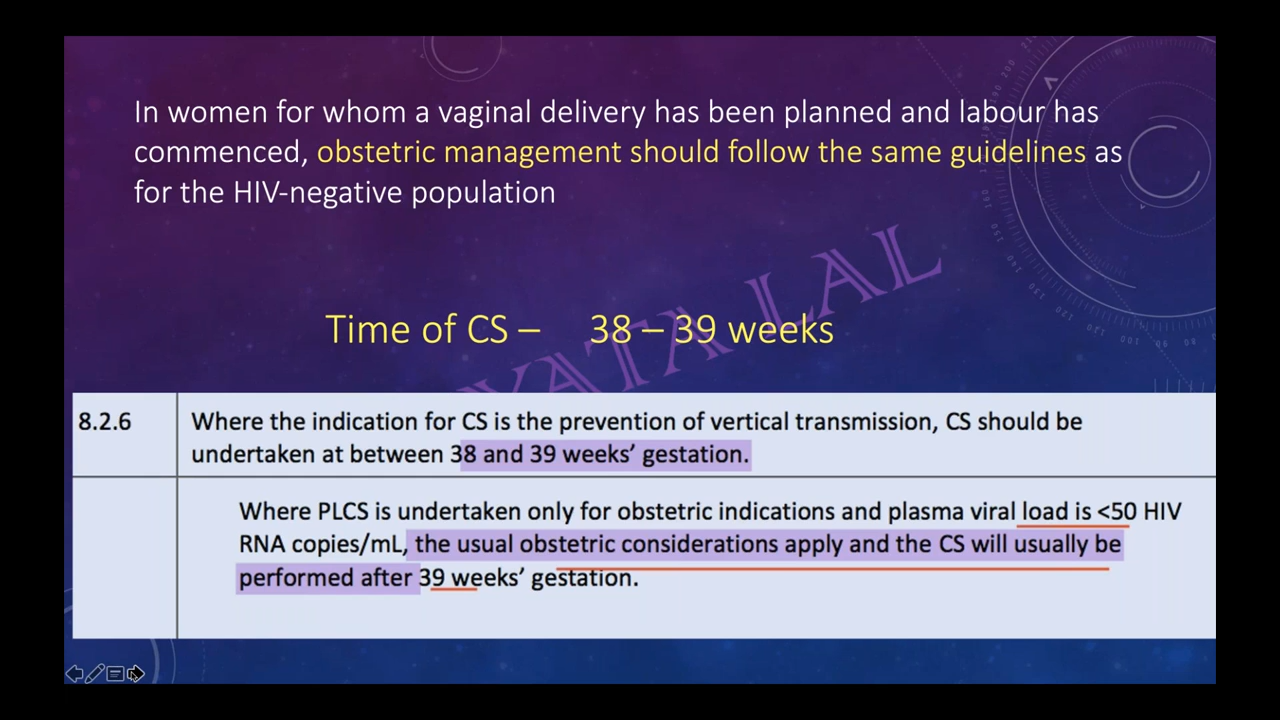 In women for whom a vaginal delivery has been planned and labour has
commenced, obstetric management should follow the same guidelines as
for the HIV-negative population
Time of CS – 38 – 39 weeks
8.2.6
Where the indication for CS is the prevention of vertical transmission, CS should be
undertaken at between 38 and 39 weeks’ gestation.
Where PLCS is undertaken only for obstetric indications and plasma viral load is <50 HIV
RNA copies/mL, the usual obstetric considerations apply and the CS will usually be
performed after 39 weeks’ gestation.
LAL